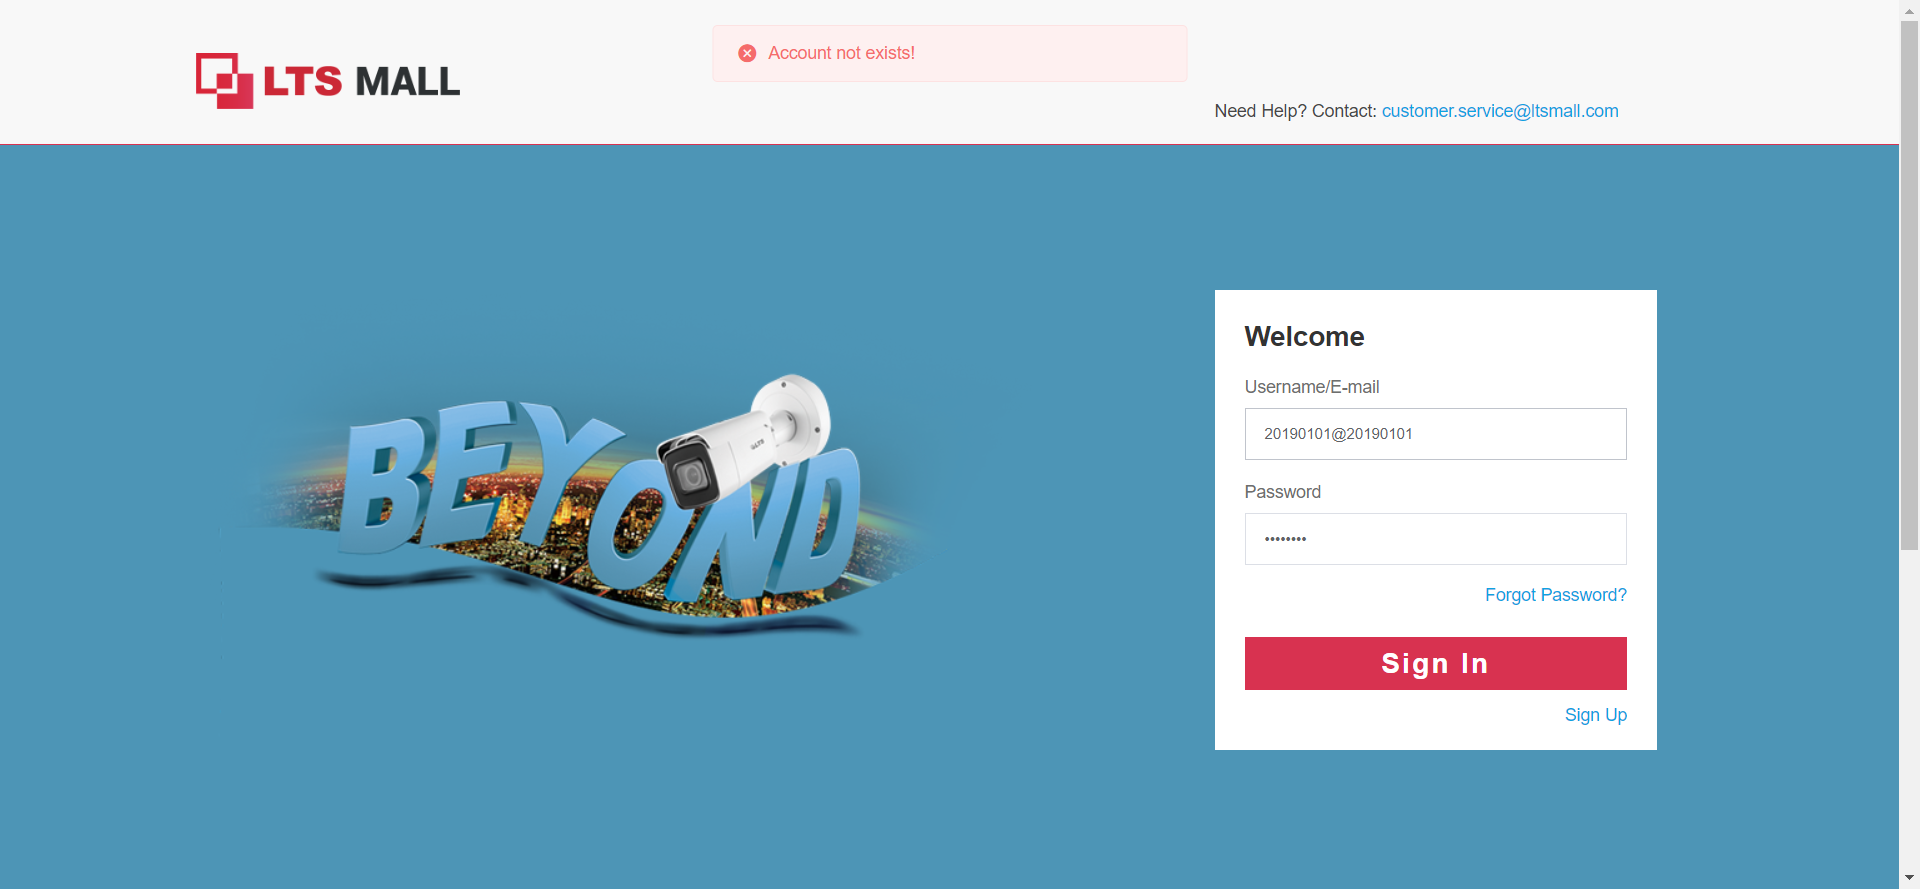 LTS MALL
Account not exists!
Need Help? Contact: customer.service@ltsmall.com
BEYOND
LTS
Welcome
Username/E-mail
20190101@20190101
Password
••••••••
Forgot Password?
Sign In
Sign Up